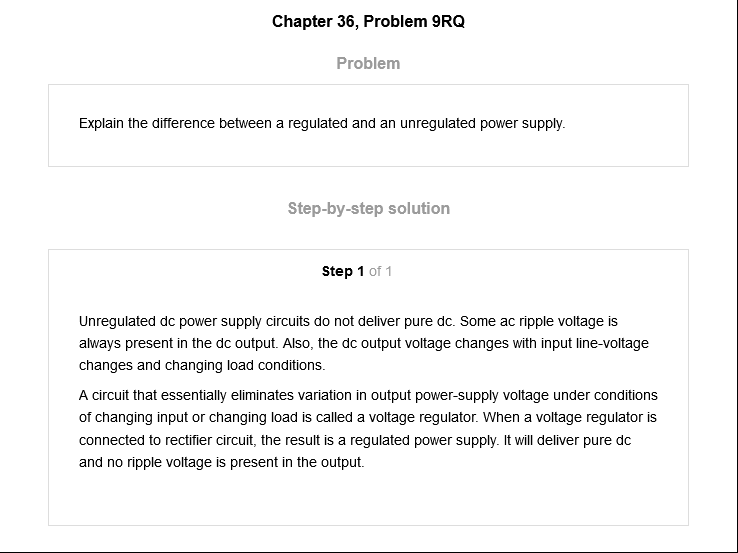 Chapter 36, Problem 9RQ
Problem
Explain the difference between a regulated and an unregulated power supply.
Step-by-step solution
Step 1 of 1
Unregulated dc power supply circuits do not deliver pure dc. Some ac ripple voltage is
always present in the dc output. Also, the dc output voltage changes with input line-voltage
changes and changing load conditions.
A circuit that essentially eliminates variation in output power-supply voltage under conditions
of changing input or changing load is called a voltage regulator. When a voltage regulator is
connected to rectifier circuit, the result is a regulated power supply. It will deliver pure dc
and no ripple voltage is present in the output.